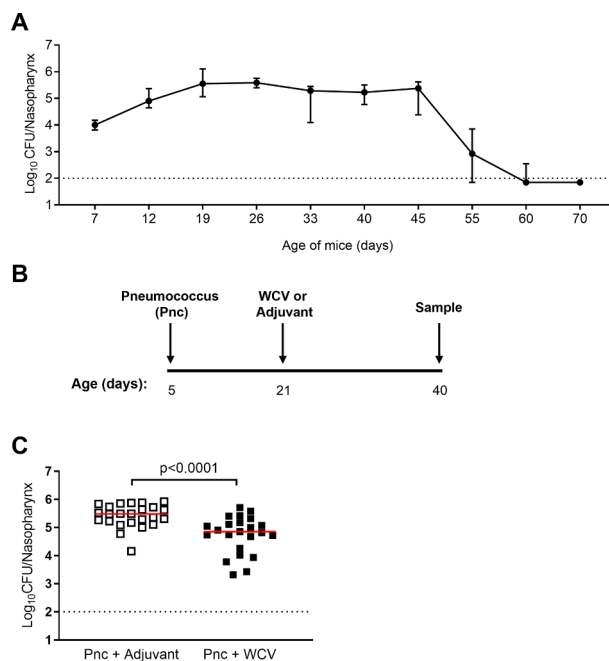 A
7
6
5
4
3
2
1
Log10 CFU/Nasopharynx
7 12 19 26 33 40 45 55 60 70
Age of mice (days)
B
Pneumococcus
(Pnc)
WCV or
Adjuvant
Sample
Age (days): 5 21 40
C
p<0.0001
7
6
5
4
3
2
1
Log10CFU/Nasopharynx
Pnc + Adjuvant Pnc + WCV